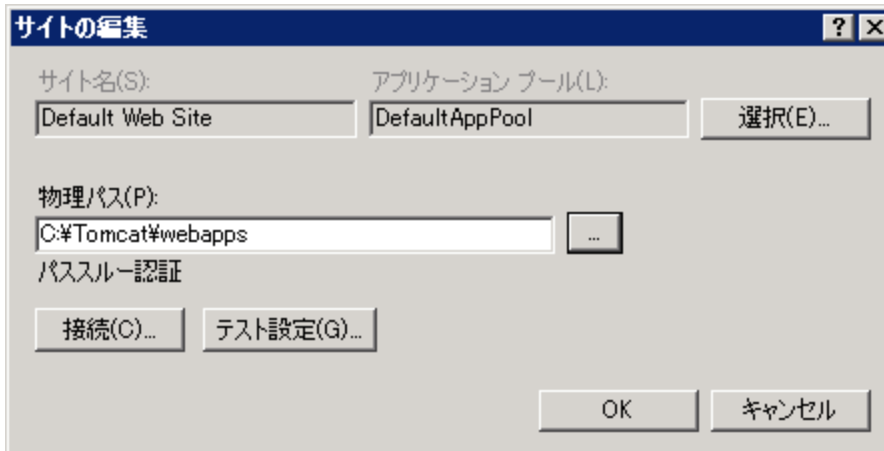 サイトの編集
サイト名(S):
アプリケーション プール(L):
Default Web Site
DefaultAppPool
選択(E)...
物理パス(P):
C:¥Tomcat¥webapps
...
パススルー認証
接続(C)...
テスト設定(G)...
OK
キャンセル